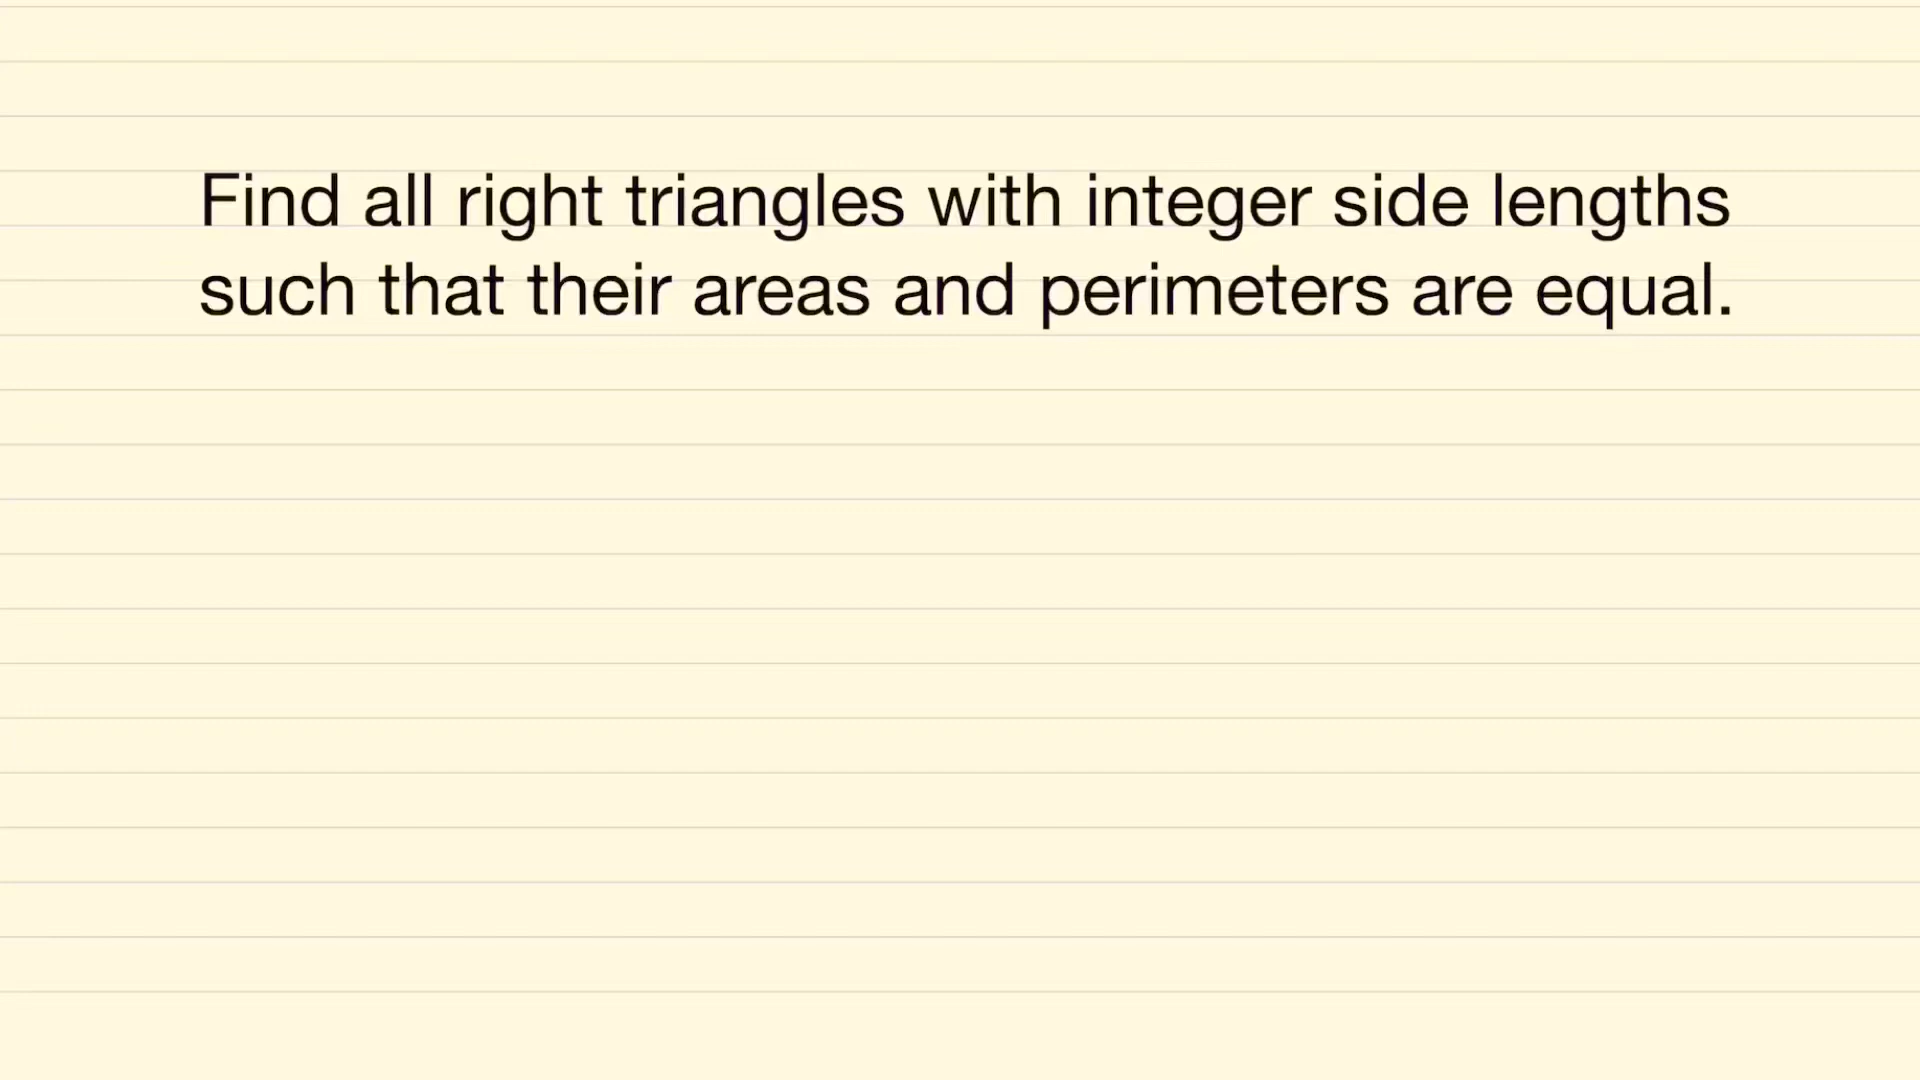 Find all right triangles with integer side lengths
such that their areas and perimeters are equal.